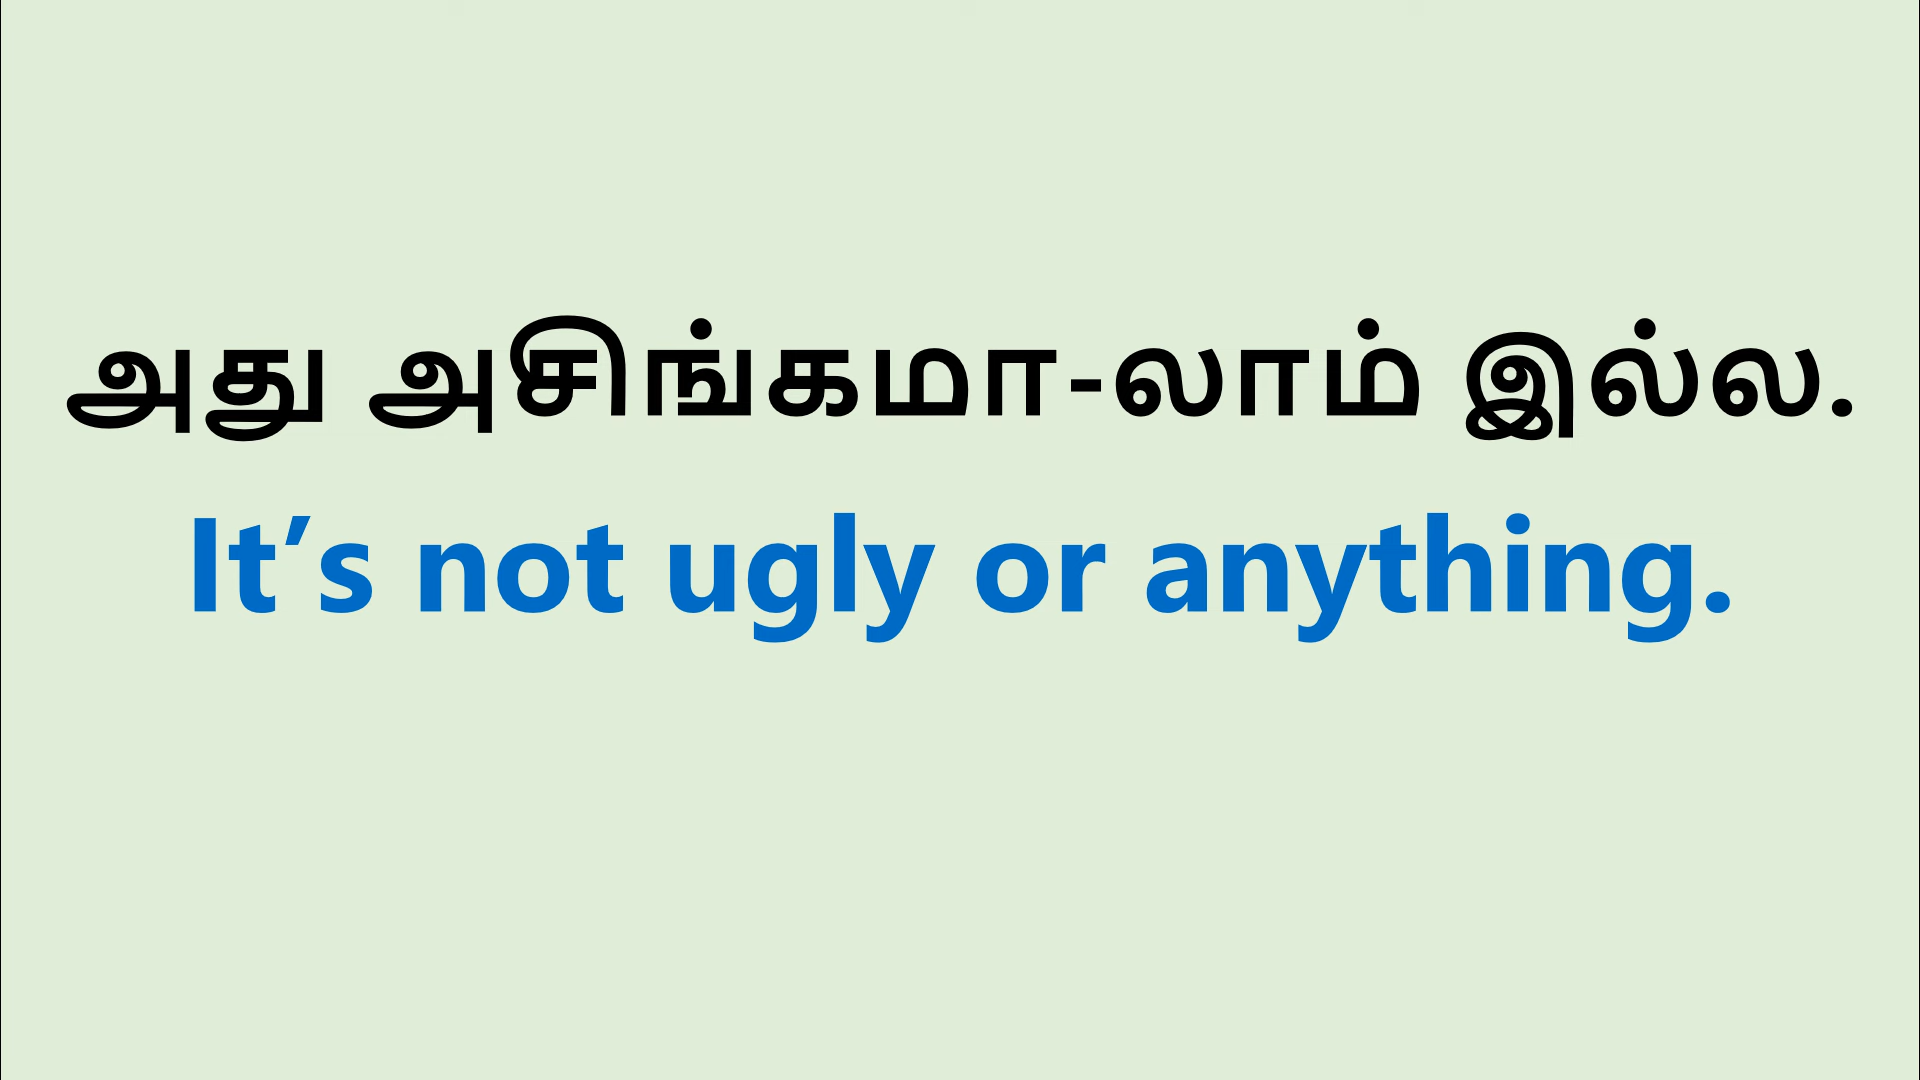 அது அசிங்கமா-லாம் இல்ல.
It’s not ugly or anything.